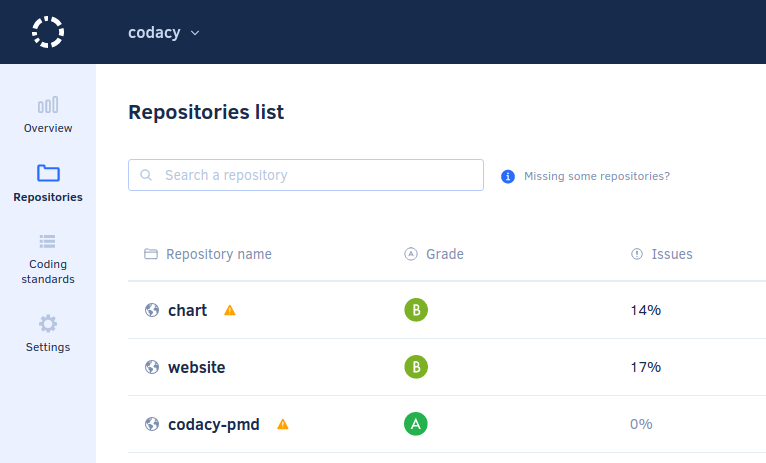 codacy
Overview
Repositories
Coding
standards
Settings
Repositories list
Search a repository
Missing some repositories?
Repository name Grade Issues
chart B 14%
website B 17%
codacy-pmd A 0%